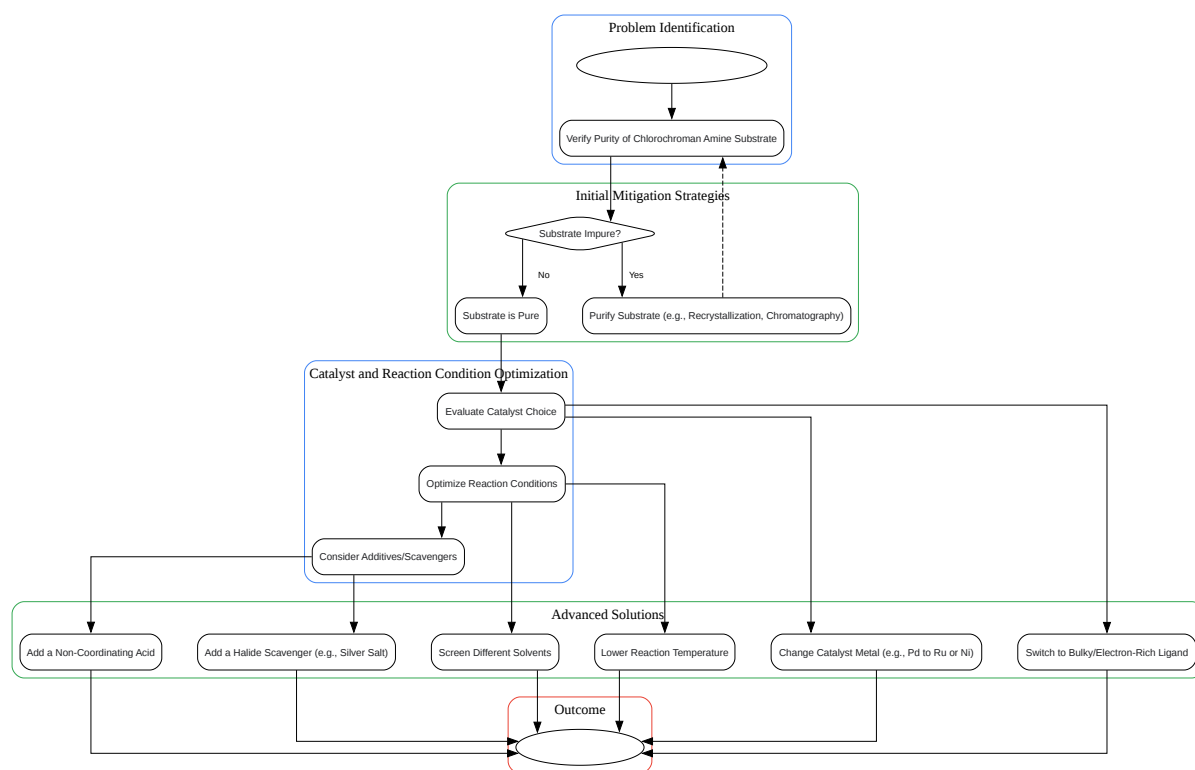 Problem Identification
Verify Purity of Chlorochroman Amine Substrate
Initial Mitigation Strategies
Substrate Impure?
No
Yes
Substrate is Pure
Purify Substrate (e.g., Recrystallization, Chromatography)
Catalyst and Reaction Condition Optimization
Evaluate Catalyst Choice
Optimize Reaction Conditions
Consider Additives/Scavengers
Advanced Solutions
Add a Non-Coordinating Acid
Add a Halide Scavenger (e.g., Silver Salt)
Screen Different Solvents
Lower Reaction Temperature
Change Catalyst Metal (e.g., Pd to Ru or Ni)
Switch to Bulky/Electron-Rich Ligand
Outcome